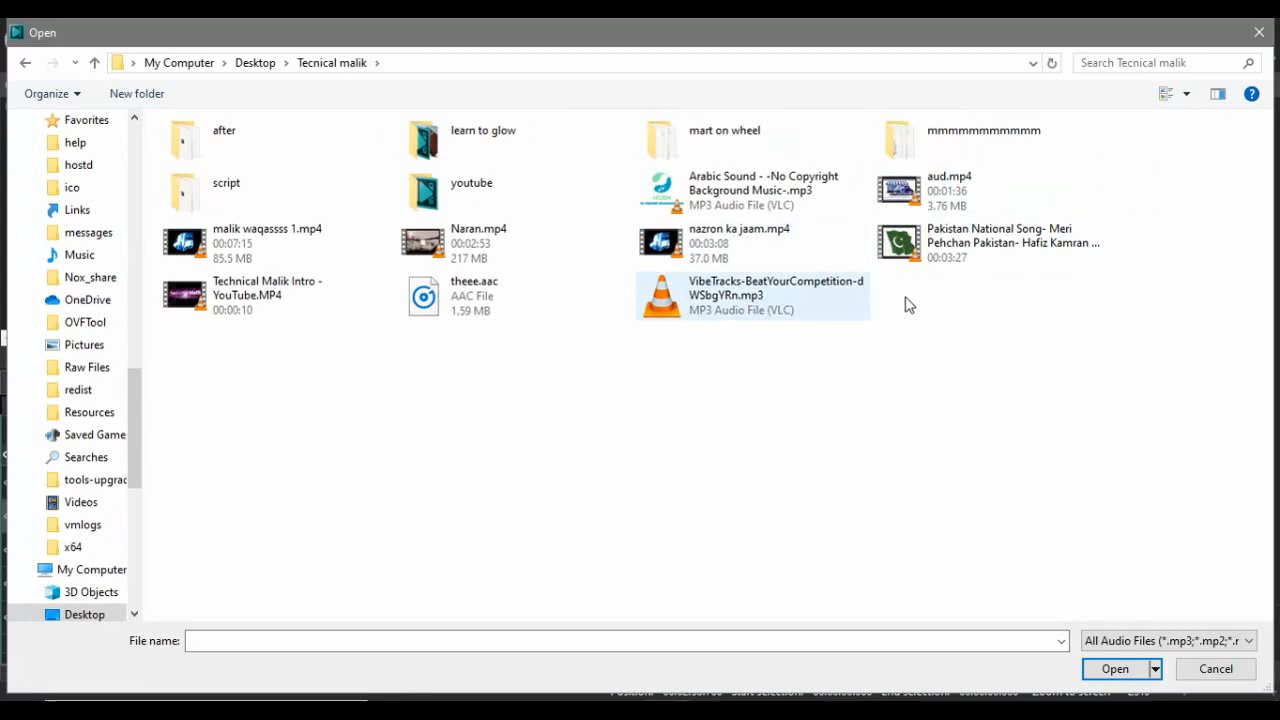 Open
My Computer > Desktop > Tecnical malik >
Search Tecnical malik
Organize
New folder
Favorites
help
hostd
ico
Links
messages
Music
Nox_share
OneDrive
OVFTool
Pictures
Raw Files
redist
Resources
Saved Game
Searches
tools-upgrac
Videos
vmlogs
x64
My Computer
3D Objects
Desktop
after
learn to glow
mart on wheel
mmmmmmmmmmm
script
youtube
Arabic Sound - -No Copyright
Background Music-.mp3
MP3 Audio File (VLC)
aud.mp4
00:01:36
3.76 MB
malik waqassss 1.mp4
00:07:15
85.5 MB
Naran.mp4
00:02:53
217 MB
nazron ka jaam.mp4
00:03:08
37.0 MB
Pakistan National Song- Meri
Pehchan Pakistan- Hafiz Kamran ...
00:03:27
Technical Malik Intro -
YouTube.MP4
00:00:10
theee.aac
AAC File
1.59 MB
VibeTracks-BeatYourCompetition-d
WSbgYRn.mp3
MP3 Audio File (VLC)
File name:
All Audio Files (*.mp3;*.mp2;*.r
Open
Cancel